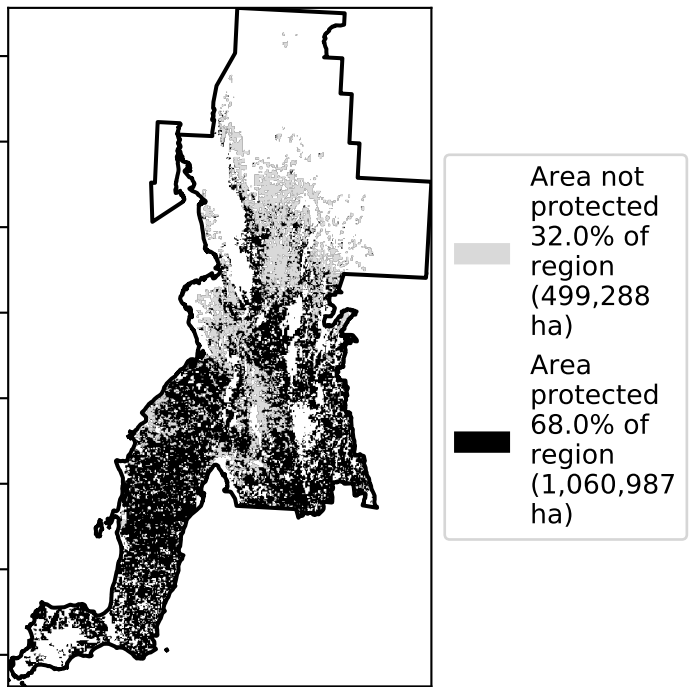 Area not
protected
32.0% of
region
(499,288
ha)
Area
protected
68.0% of
region
(1,060,987
ha)